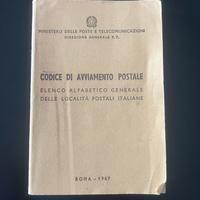 MINISTERO DELLE POSTE E TELECOMUNICAZIONI
DIREZIONE GENERALE P.T.
CODICE DI AVVIAMENTO POSTALE
ELENCO ALFABETICO GENERALE
DELLE LOCALITÀ POSTALI ITALIANE
ROMA - 1967